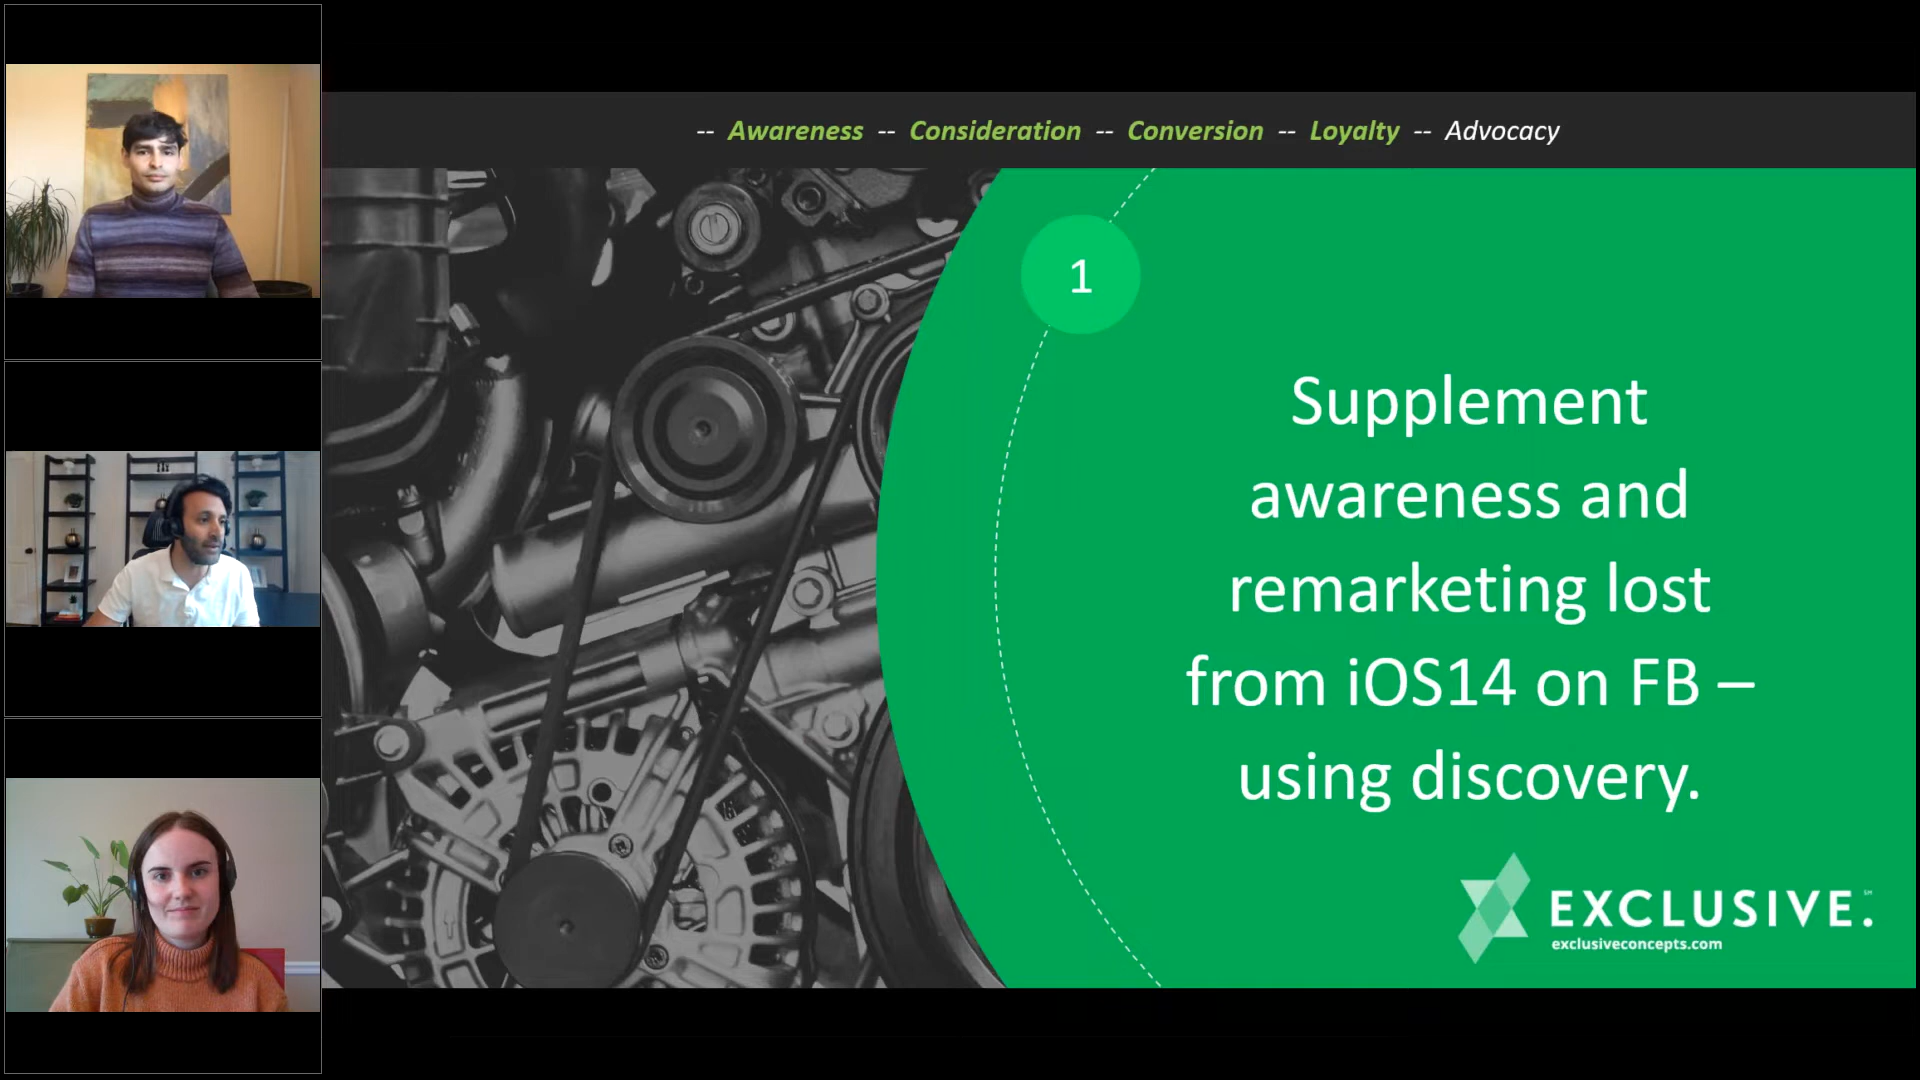 -- Awareness -- Consideration -- Conversion -- Loyalty -- Advocacy
1
Supplement
awareness and
remarketing lost
from iOS14 on FB –
using discovery.
EXCLUSIVE.℠
exclusiveconcepts.com